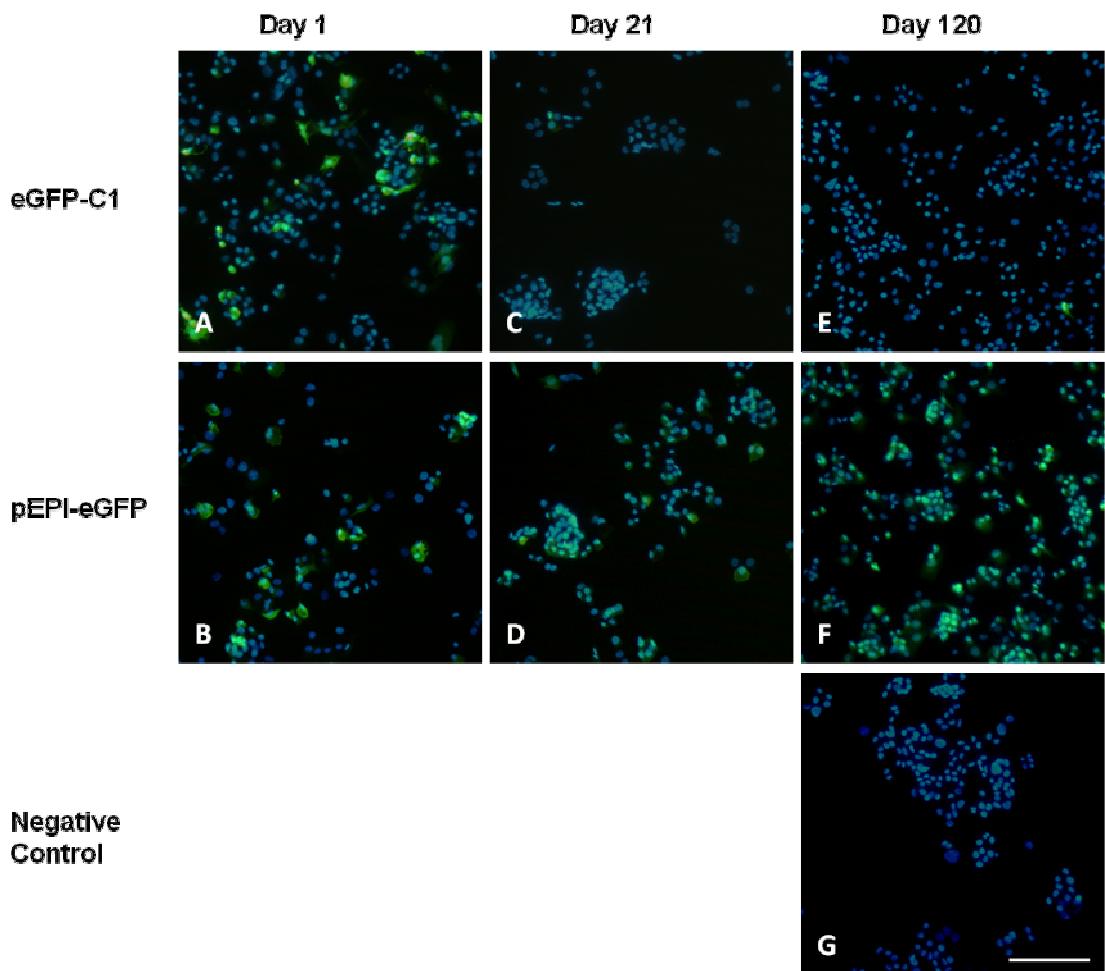 Day 1 Day 21 Day 120
eGFP-C1
A C E
pEPI-eGFP
B D F
Negative
Control
G